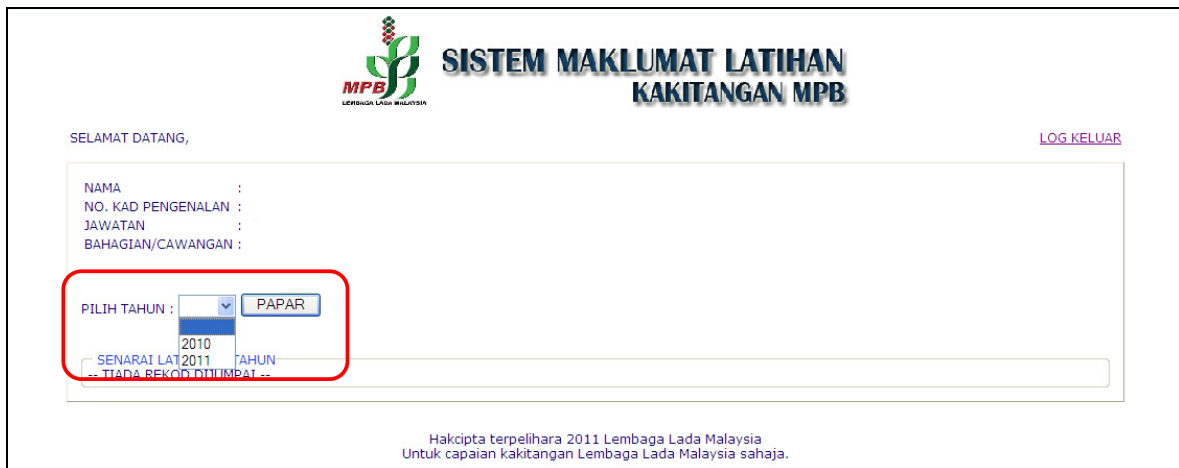 MPB
LEMBAGA LADA MALAYSIA
SISTEM MAKLUMAT LATIHAN
KAKITANGAN MPB
SELAMAT DATANG,
LOG KELUAR
NAMA :
NO. KAD PENGENALAN :
JAWATAN :
BAHAGIAN/CAWANGAN :
PILIH TAHUN : PAPAR
2010
2011
SENARAI LAT TAHUN
-- TIADA REKOD DIJUMPAI --
Hakcipta terpelihara 2011 Lembaga Lada Malaysia
Untuk capaian kakitangan Lembaga Lada Malaysia sahaja.